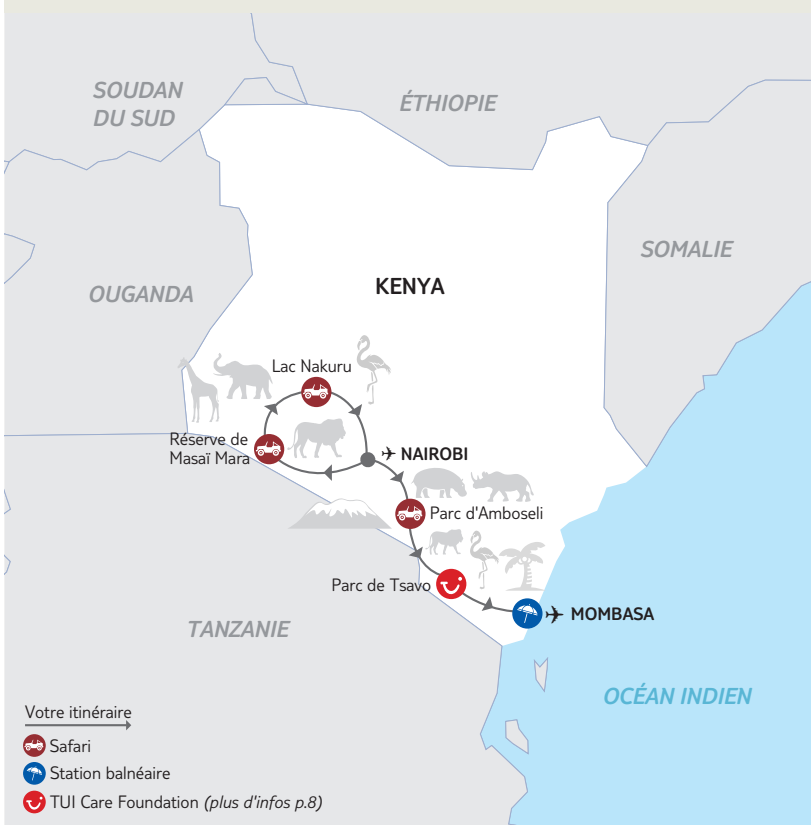 SOUDAN
DU SUD
ÉTHIOPIE
SOMALIE
OUGANDA
KENYA
Lac Nakuru
Réserve de
Masaï Mara
NAIROBI
Parc d'Amboseli
Parc de Tsavo
MOMBASA
TANZANIE
OCÉAN INDIEN
Votre itinéraire
Safari
Station balnéaire
TUI Care Foundation (plus d'infos p.8)